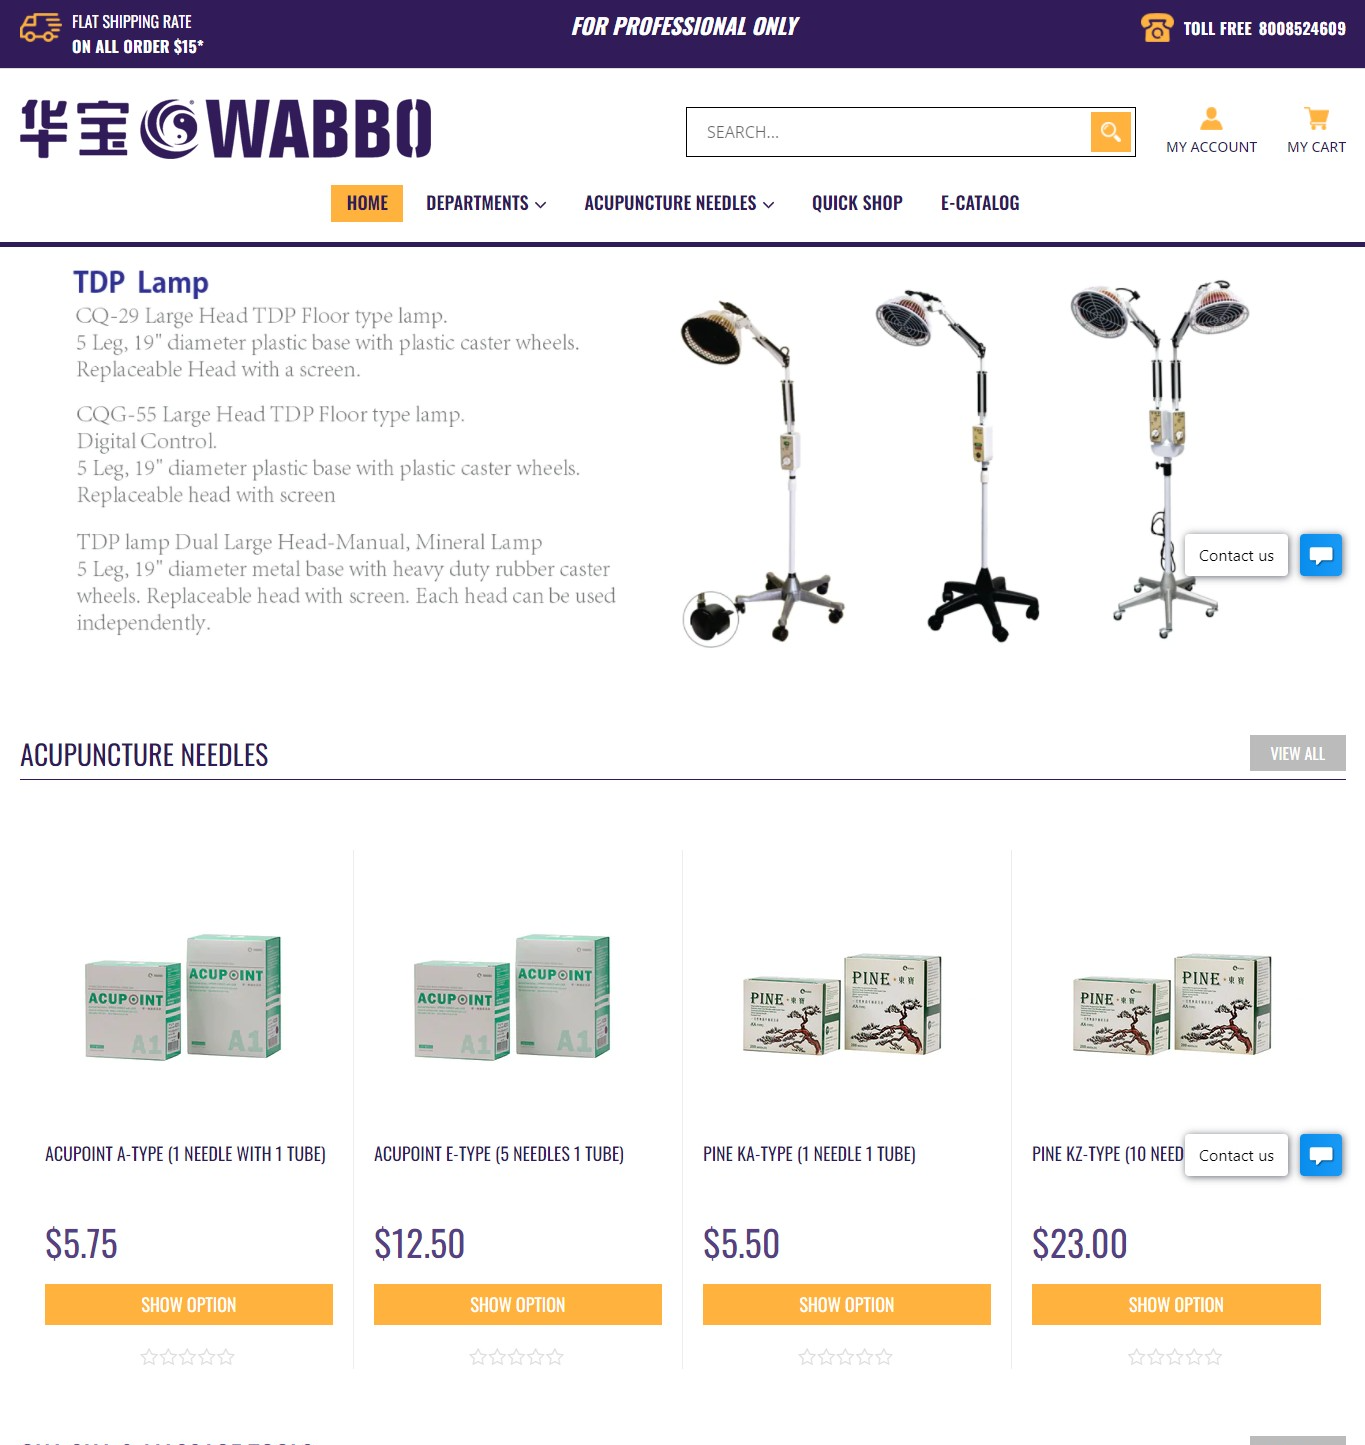 FLAT SHIPPING RATE
ON ALL ORDER $15*
FOR PROFESSIONAL ONLY
TOLL FREE 8008524609
华宝 WABBO
SEARCH...
MY ACCOUNT
MY CART
HOME
DEPARTMENTS
ACUPUNCTURE NEEDLES
QUICK SHOP
E-CATALOG
TDP Lamp
CQ-29 Large Head TDP Floor type lamp.
5 Leg, 19" diameter plastic base with plastic caster wheels.
Replaceable Head with a screen.
CQG-55 Large Head TDP Floor type lamp.
Digital Control.
5 Leg, 19" diameter plastic base with plastic caster wheels.
Replaceable head with screen
TDP lamp Dual Large Head-Manual, Mineral Lamp
5 Leg, 19" diameter metal base with heavy duty rubber caster
wheels. Replaceable head with screen. Each head can be used
independently.
Contact us
ACUPUNCTURE NEEDLES
VIEW ALL
ACUPOINT
A1
ACUPOINT
A1
ACUPOINT
A1
ACUPOINT
A1
PINE 東寶
PINE 東寶
PINE 東寶
PINE 東寶
ACUPOINT A-TYPE (1 NEEDLE WITH 1 TUBE)
ACUPOINT E-TYPE (5 NEEDLES 1 TUBE)
PINE KA-TYPE (1 NEEDLE 1 TUBE)
PINE KZ-TYPE (10 NEED
Contact us
$5.75
$12.50
$5.50
$23.00
SHOW OPTION
SHOW OPTION
SHOW OPTION
SHOW OPTION